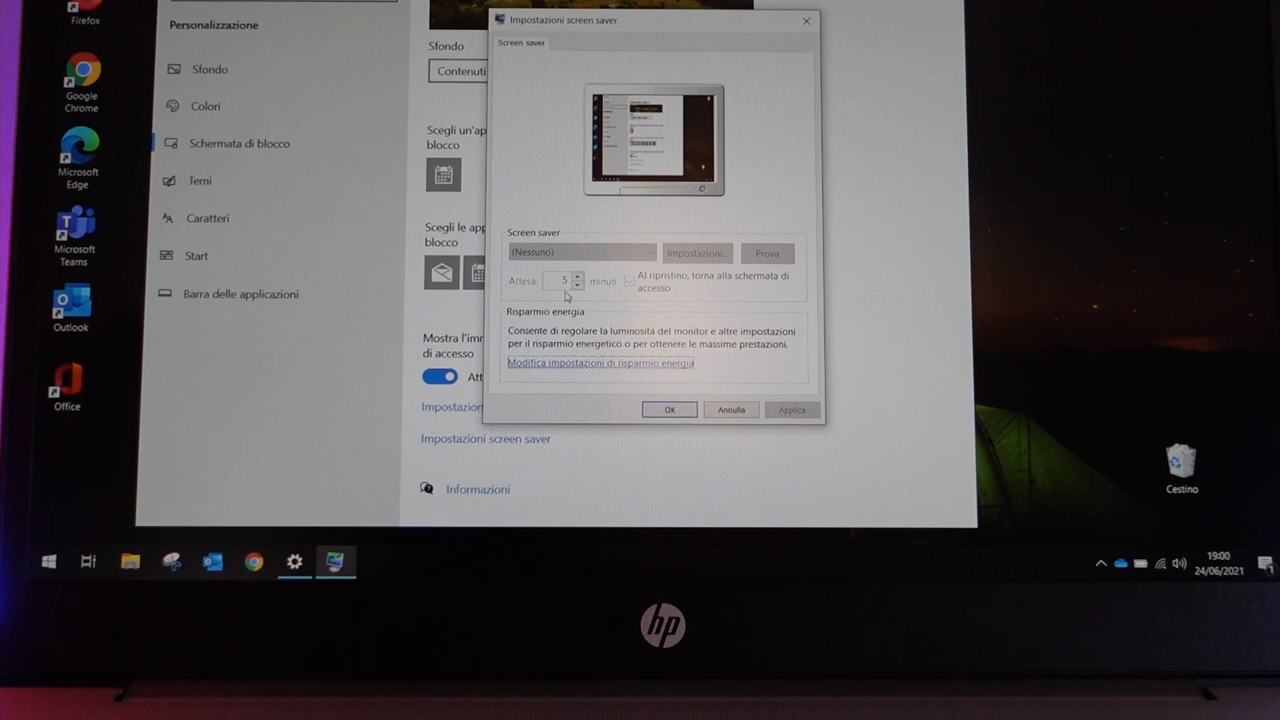 Firefox
Google
Chrome
Microsoft
Edge
Microsoft
Teams
Outlook
Office
Personalizzazione
Sfondo
Colori
Schermata di blocco
Temi
Caratteri
Start
Barra delle applicazioni
Sfondo
Contenuti
Scegli un'ap
blocco
Scegli le app
blocco
Mostra l'imm
di accesso
Att
Impostazion
Impostazioni screen saver
Informazioni
Impostazioni screen saver
Screen saver
Screen saver
(Nessuno)
Impostazioni...
Prova
Attesa:
5
minuti
Al ripristino, torna alla schermata di
accesso
Risparmio energia
Consente di regolare la luminosità del monitor e altre impostazioni
per il risparmio energetico o per ottenere le massime prestazioni.
Modifica impostazioni di risparmio energia
OK
Annulla
Applica
Cestino
19:00
24/06/2021
1
hp